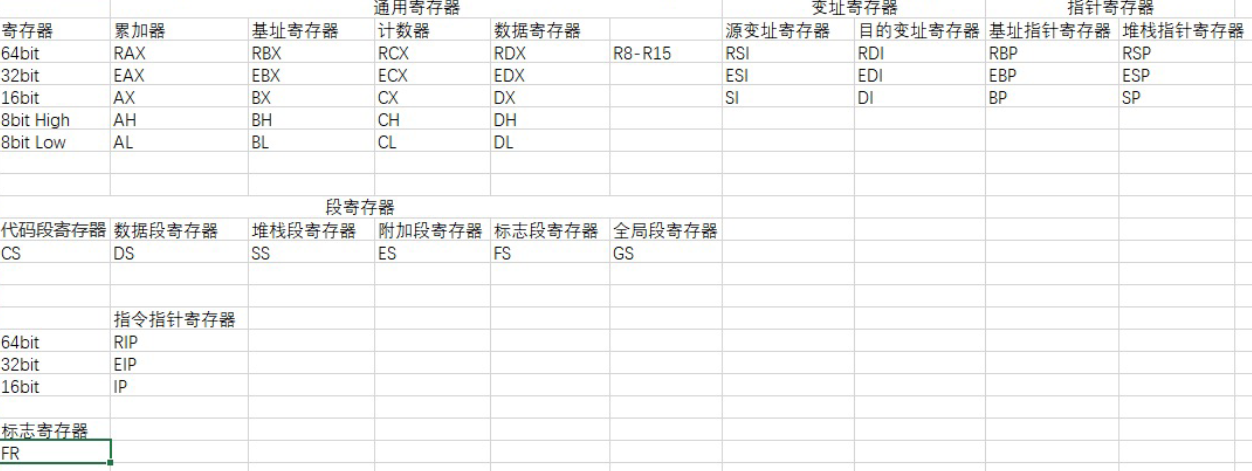 通用寄存器 变址寄存器 指针寄存器
寄存器 累加器 基址寄存器 计数器 数据寄存器 源变址寄存器 目的变址寄存器 基址指针寄存器 堆栈指针寄存器
64bit RAX RBX RCX RDX R8-R15 RSI RDI RBP RSP
32bit EAX EBX ECX EDX ESI EDI EBP ESP
16bit AX BX CX DX SI DI BP SP
8bit High AH BH CH DH
8bit Low AL BL CL DL
段寄存器
代码段寄存器 数据段寄存器 堆栈段寄存器 附加段寄存器 标志段寄存器 全局段寄存器
CS DS SS ES FS GS
指令指针寄存器
64bit RIP
32bit EIP
16bit IP
标志寄存器
FR